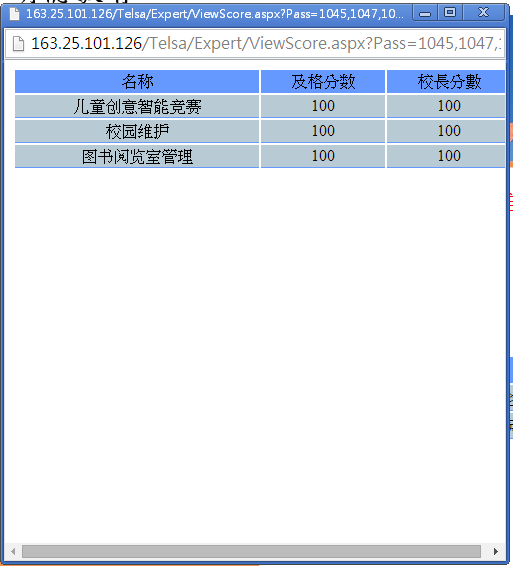 163.25.101.126/Telsa/Expert/ViewScore.aspx?Pass=1045,1047,10...
163.25.101.126/Telsa/Expert/ViewScore.aspx?Pass=1045,1047,
名称 及格分数 校長分數
儿童创意智能竞赛 100 100
校园维护 100 100
图书阅览室管理 100 100